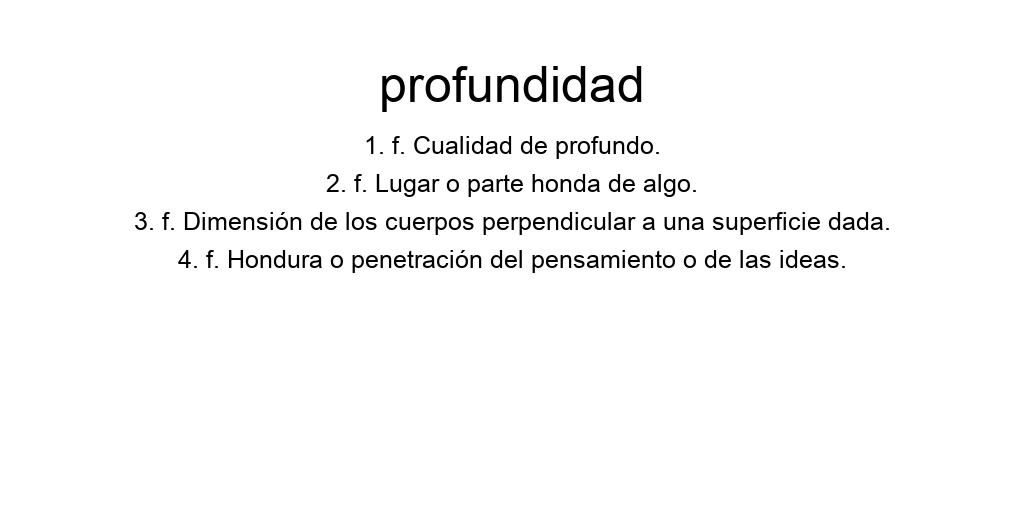 profundidad
1. f. Cualidad de profundo.
2. f. Lugar o parte honda de algo.
3. f. Dimensión de los cuerpos perpendicular a una superficie dada.
4. f. Hondura o penetración del pensamiento o de las ideas.